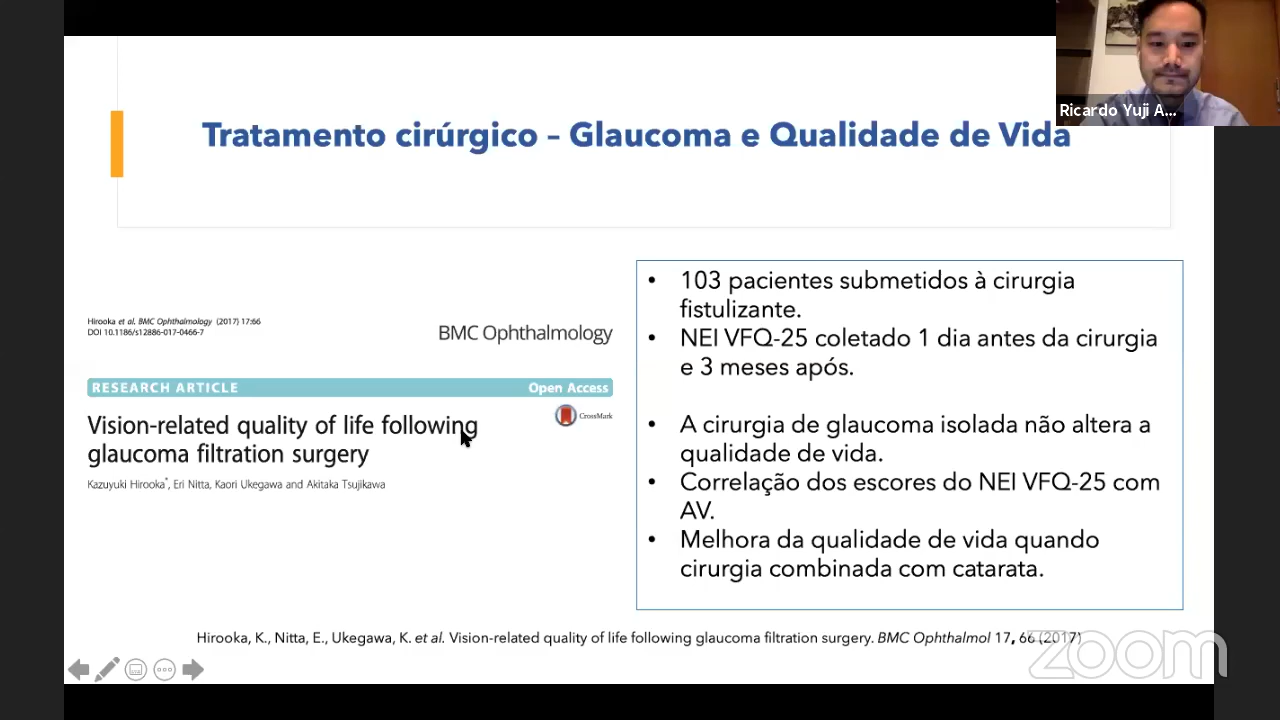 Ricardo Yuji A...
Tratamento cirúrgico – Glaucoma e Qualidade de Vida
Hirooka et al. BMC Ophthalmology (2017) 17:66
DOI 10.1186/s12886-017-0466-7
BMC Ophthalmology
RESEARCH ARTICLE
Open Access
CrossMark
Vision-related quality of life following
glaucoma filtration surgery
Kazuyuki Hirooka*, Eri Nitta, Kaori Ukegawa and Akitaka Tsujikawa
• 103 pacientes submetidos à cirurgia
fistulizante.
• NEI VFQ-25 coletado 1 dia antes da cirurgia
e 3 meses após.
• A cirurgia de glaucoma isolada não altera a
qualidade de vida.
• Correlação dos escores do NEI VFQ-25 com
AV.
• Melhora da qualidade de vida quando
cirurgia combinada com catarata.
Hirooka, K., Nitta, E., Ukegawa, K. et al. Vision-related quality of life following glaucoma filtration surgery. BMC Ophthalmol 17, 66 (2017)
zoom